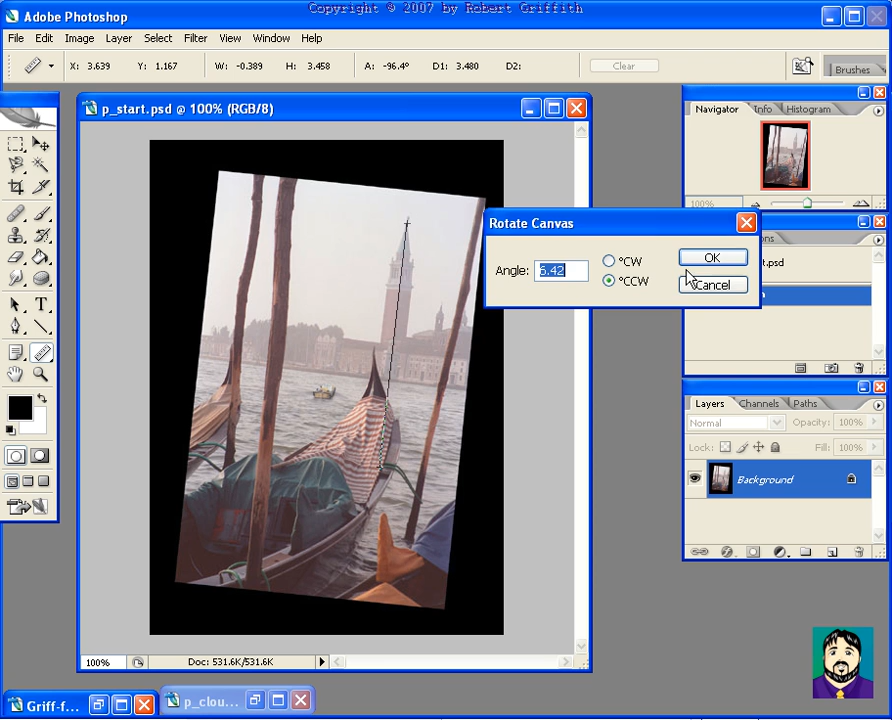 Copyright © 2007 by Robert Griffith
Adobe Photoshop
File Edit Image Layer Select Filter View Window Help
X: 3.639 Y: 1.167 W: -0.389 H: 3.458 A: -96.4° D1: 3.480 D2: Clear Brushes
p_start.psd @ 100% (RGB/8)
Navigator Info Histogram
100%
Rotate Canvas
Angle: 6.42 °CW °CCW
OK
Cancel
Layers Channels Paths
Normal Opacity: 100%
Lock: Fill: 100%
Background
100% Doc: 531.6K/531.6K
Griff-f... p_clou...